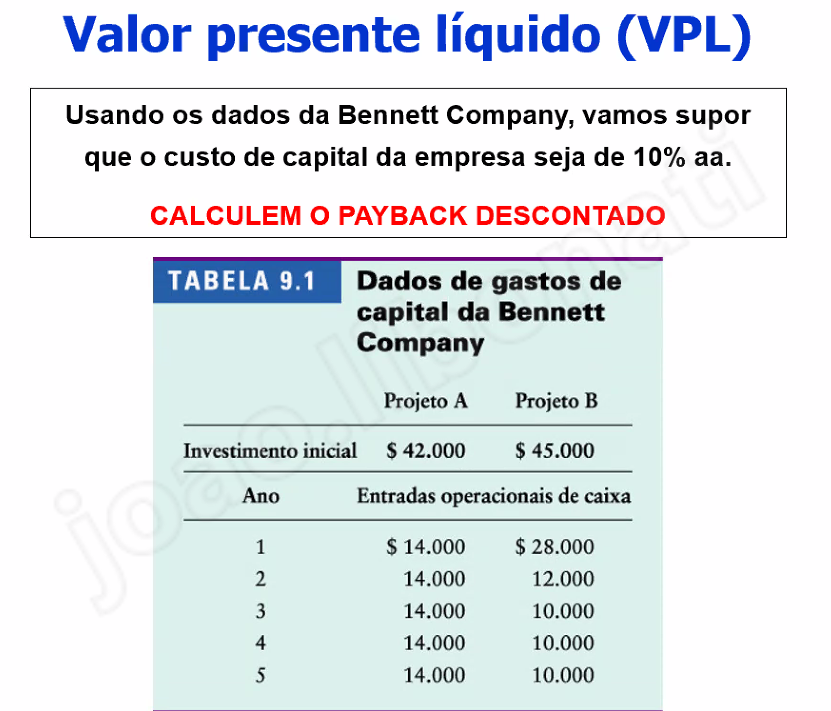 Valor presente líquido (VPL)
Usando os dados da Bennett Company, vamos supor
que o custo de capital da empresa seja de 10% aa.
CALCULEM O PAYBACK DESCONTADO
TABELA 9.1 Dados de gastos de
capital da Bennett
Company
Projeto A Projeto B
Investimento inicial $ 42.000 $ 45.000
Ano Entradas operacionais de caixa
1 $ 14.000 $ 28.000
2 14.000 12.000
3 14.000 10.000
4 14.000 10.000
5 14.000 10.000
joao.libonati